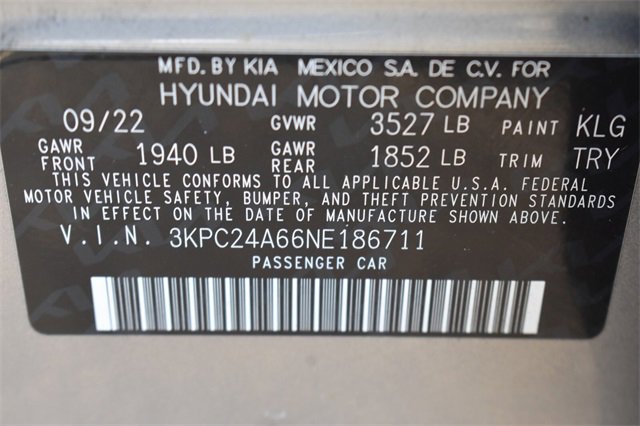 MFD. BY KIA MEXICO S.A. DE C.V. FOR
HYUNDAI MOTOR COMPANY
09/22 GVWR 3527 LB PAINT KLG
GAWR FRONT 1940 LB GAWR REAR 1852 LB TRIM TRY
THIS VEHICLE CONFORMS TO ALL APPLICABLE U.S.A. FEDERAL
MOTOR VEHICLE SAFETY, BUMPER, AND THEFT PREVENTION STANDARDS
IN EFFECT ON THE DATE OF MANUFACTURE SHOWN ABOVE.
V.I.N. 3KPC24A66NE186711
PASSENGER CAR